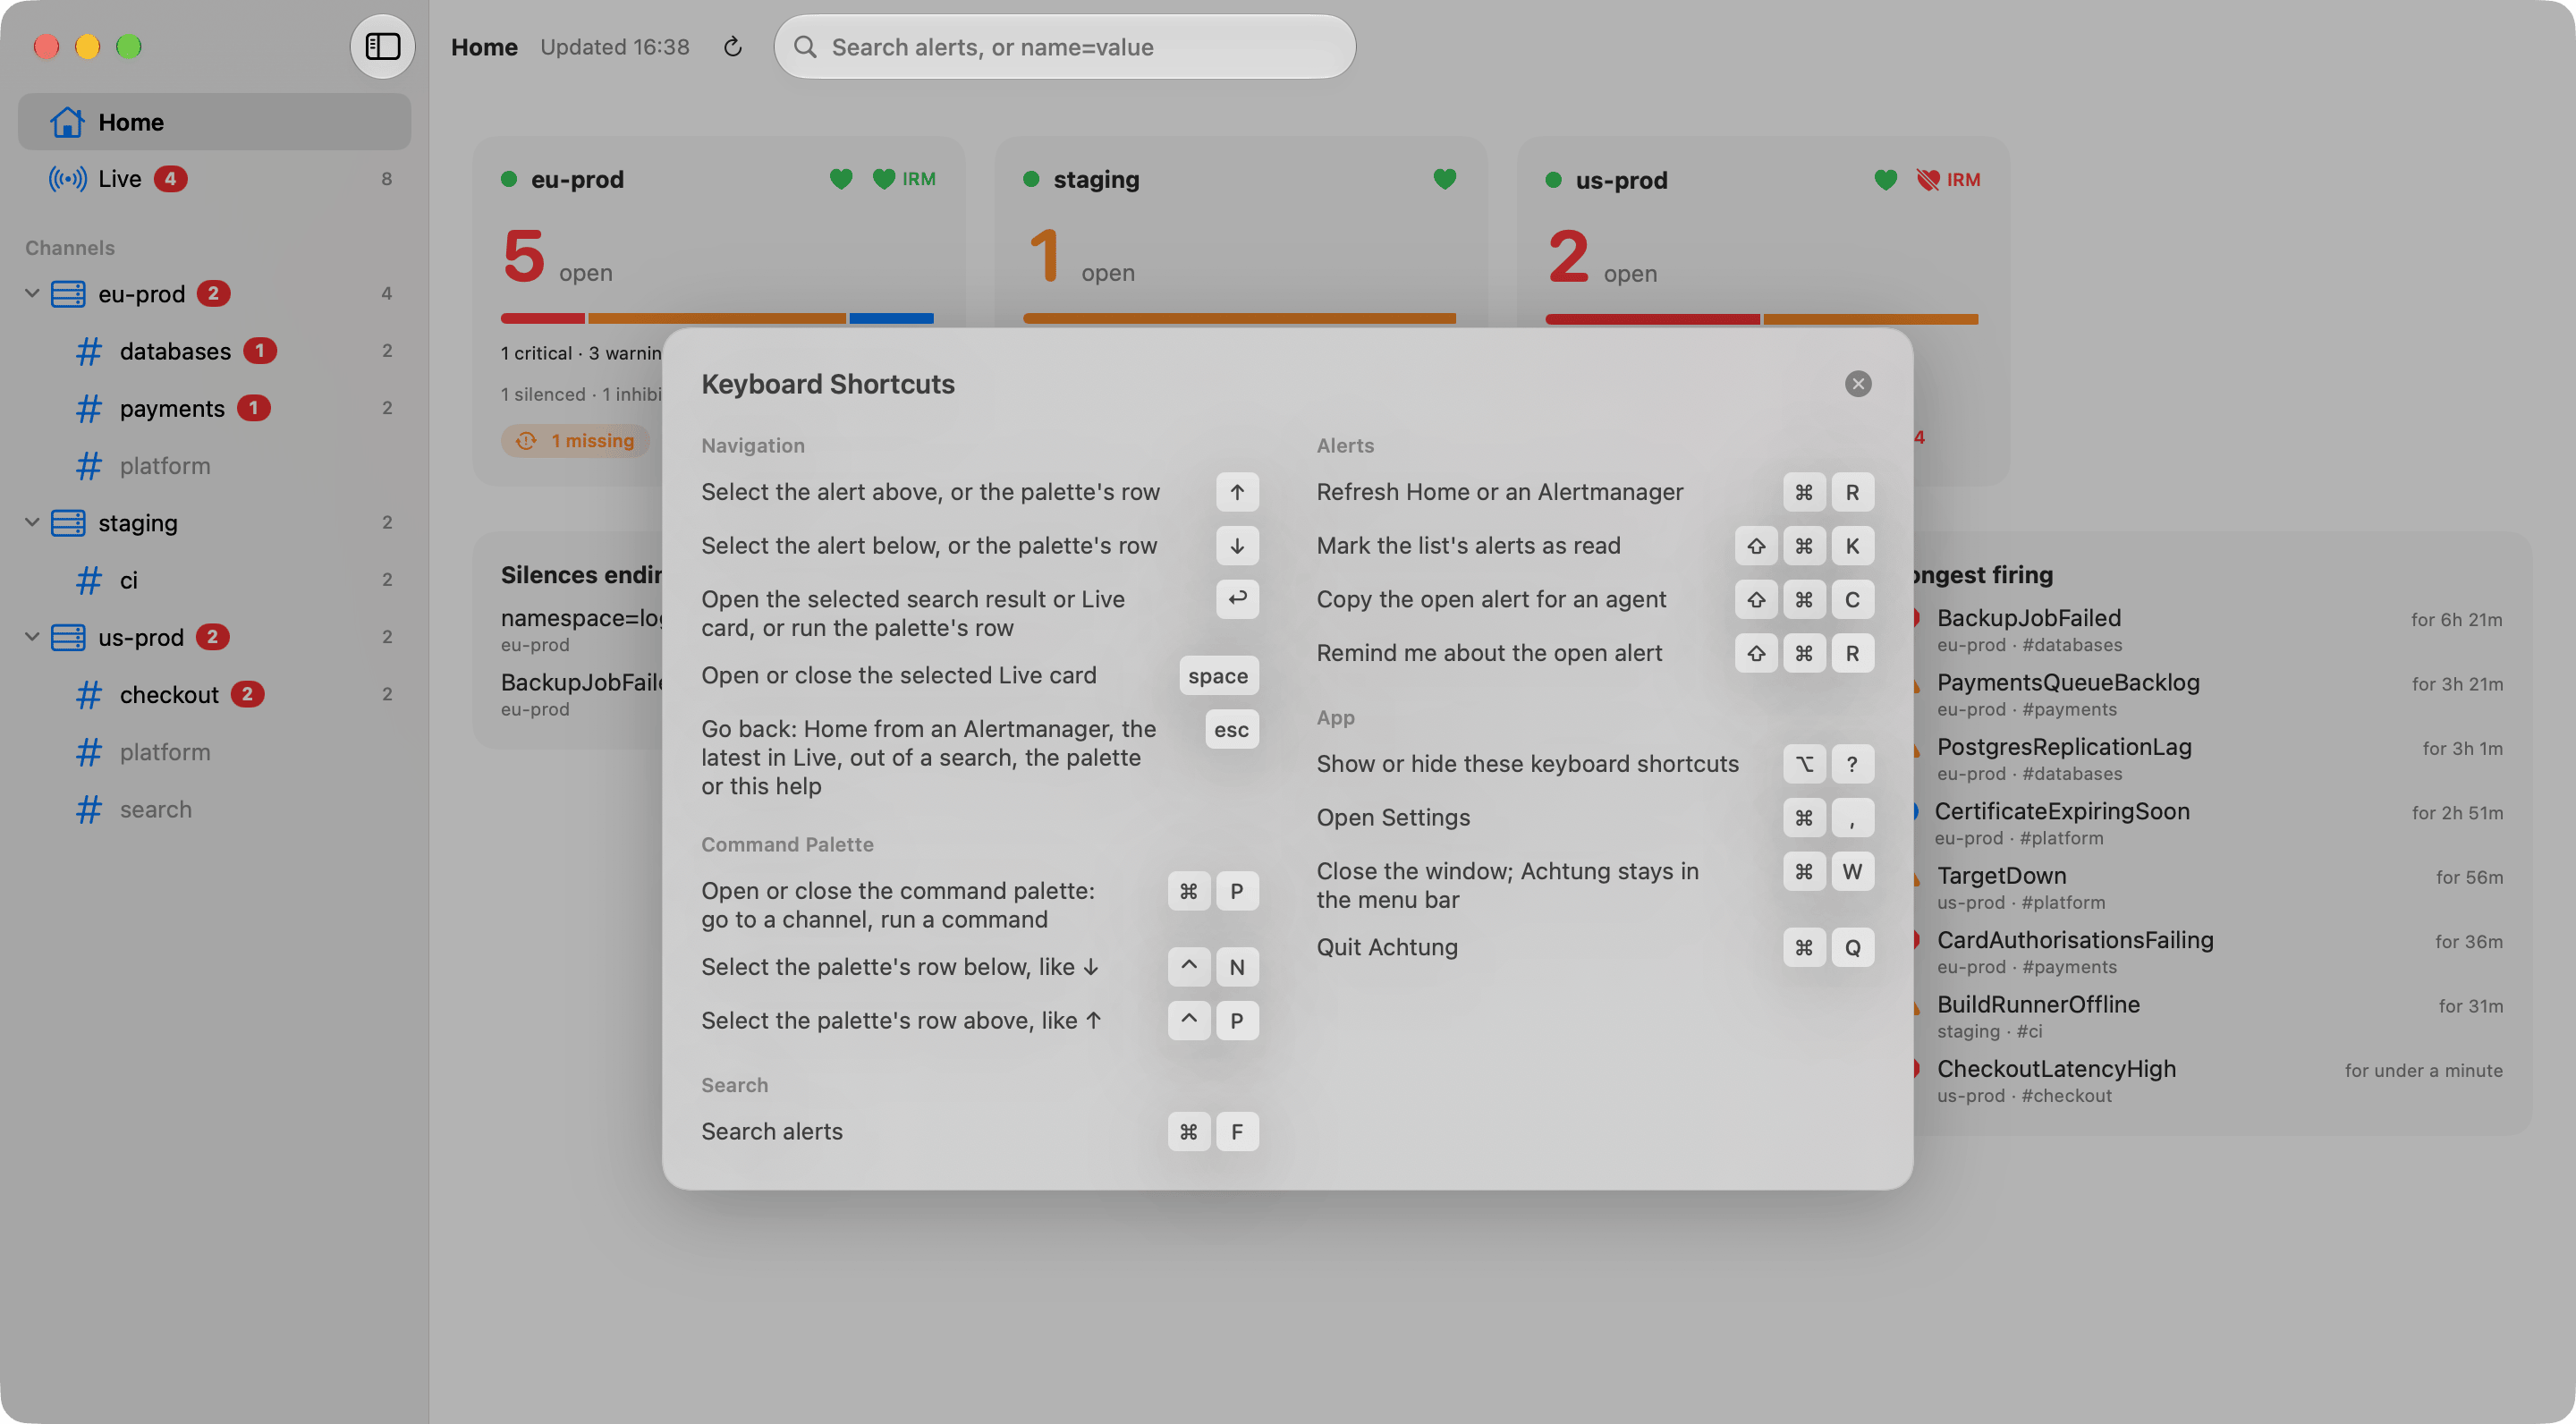 Home
Updated 16:38
Search alerts, or name=value
Home
Live 4 8
Channels
eu-prod 2 4
# databases 1 2
# payments 1 2
# platform
staging 2
# ci 2
us-prod 2 2
# checkout 2 2
# platform
# search
eu-prod IRM
5 open
1 critical · 3 warnin
1 silenced · 1 inhibi
1 missing
staging
1 open
us-prod IRM
2 open
4
Silences endin
namespace=log
eu-prod
BackupJobFaile
eu-prod
Keyboard Shortcuts
Navigation
Select the alert above, or the palette's row ↑
Select the alert below, or the palette's row ↓
Open the selected search result or Live
card, or run the palette's row ↩
Open or close the selected Live card space
Go back: Home from an Alertmanager, the esc
latest in Live, out of a search, the palette
or this help
Command Palette
Open or close the command palette: ⌘ P
go to a channel, run a command
Select the palette's row below, like ↓ ^ N
Select the palette's row above, like ↑ ^ P
Search
Search alerts ⌘ F
Alerts
Refresh Home or an Alertmanager ⌘ R
Mark the list's alerts as read ⇧ ⌘ K
Copy the open alert for an agent ⇧ ⌘ C
Remind me about the open alert ⇧ ⌘ R
App
Show or hide these keyboard shortcuts ⌥ ?
Open Settings ⌘ ,
Close the window; Achtung stays in ⌘ W
the menu bar
Quit Achtung ⌘ Q
ongest firing
BackupJobFailed for 6h 21m
eu-prod · #databases
PaymentsQueueBacklog for 3h 21m
eu-prod · #payments
PostgresReplicationLag for 3h 1m
eu-prod · #databases
CertificateExpiringSoon for 2h 51m
eu-prod · #platform
TargetDown for 56m
us-prod · #platform
CardAuthorisationsFailing for 36m
eu-prod · #payments
BuildRunnerOffline for 31m
staging · #ci
CheckoutLatencyHigh for under a minute
us-prod · #checkout